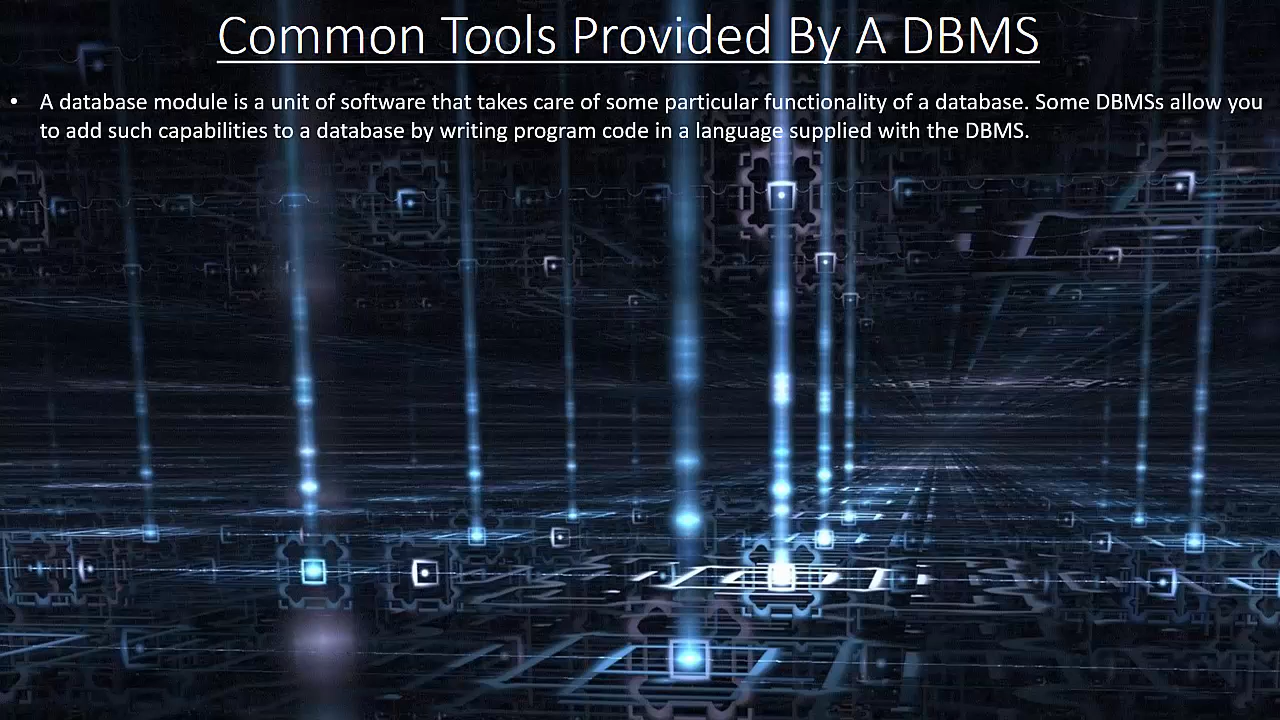 Common Tools Provided By A DBMS
• A database module is a unit of software that takes care of some particular functionality of a database. Some DBMSs allow you
to add such capabilities to a database by writing program code in a language supplied with the DBMS.